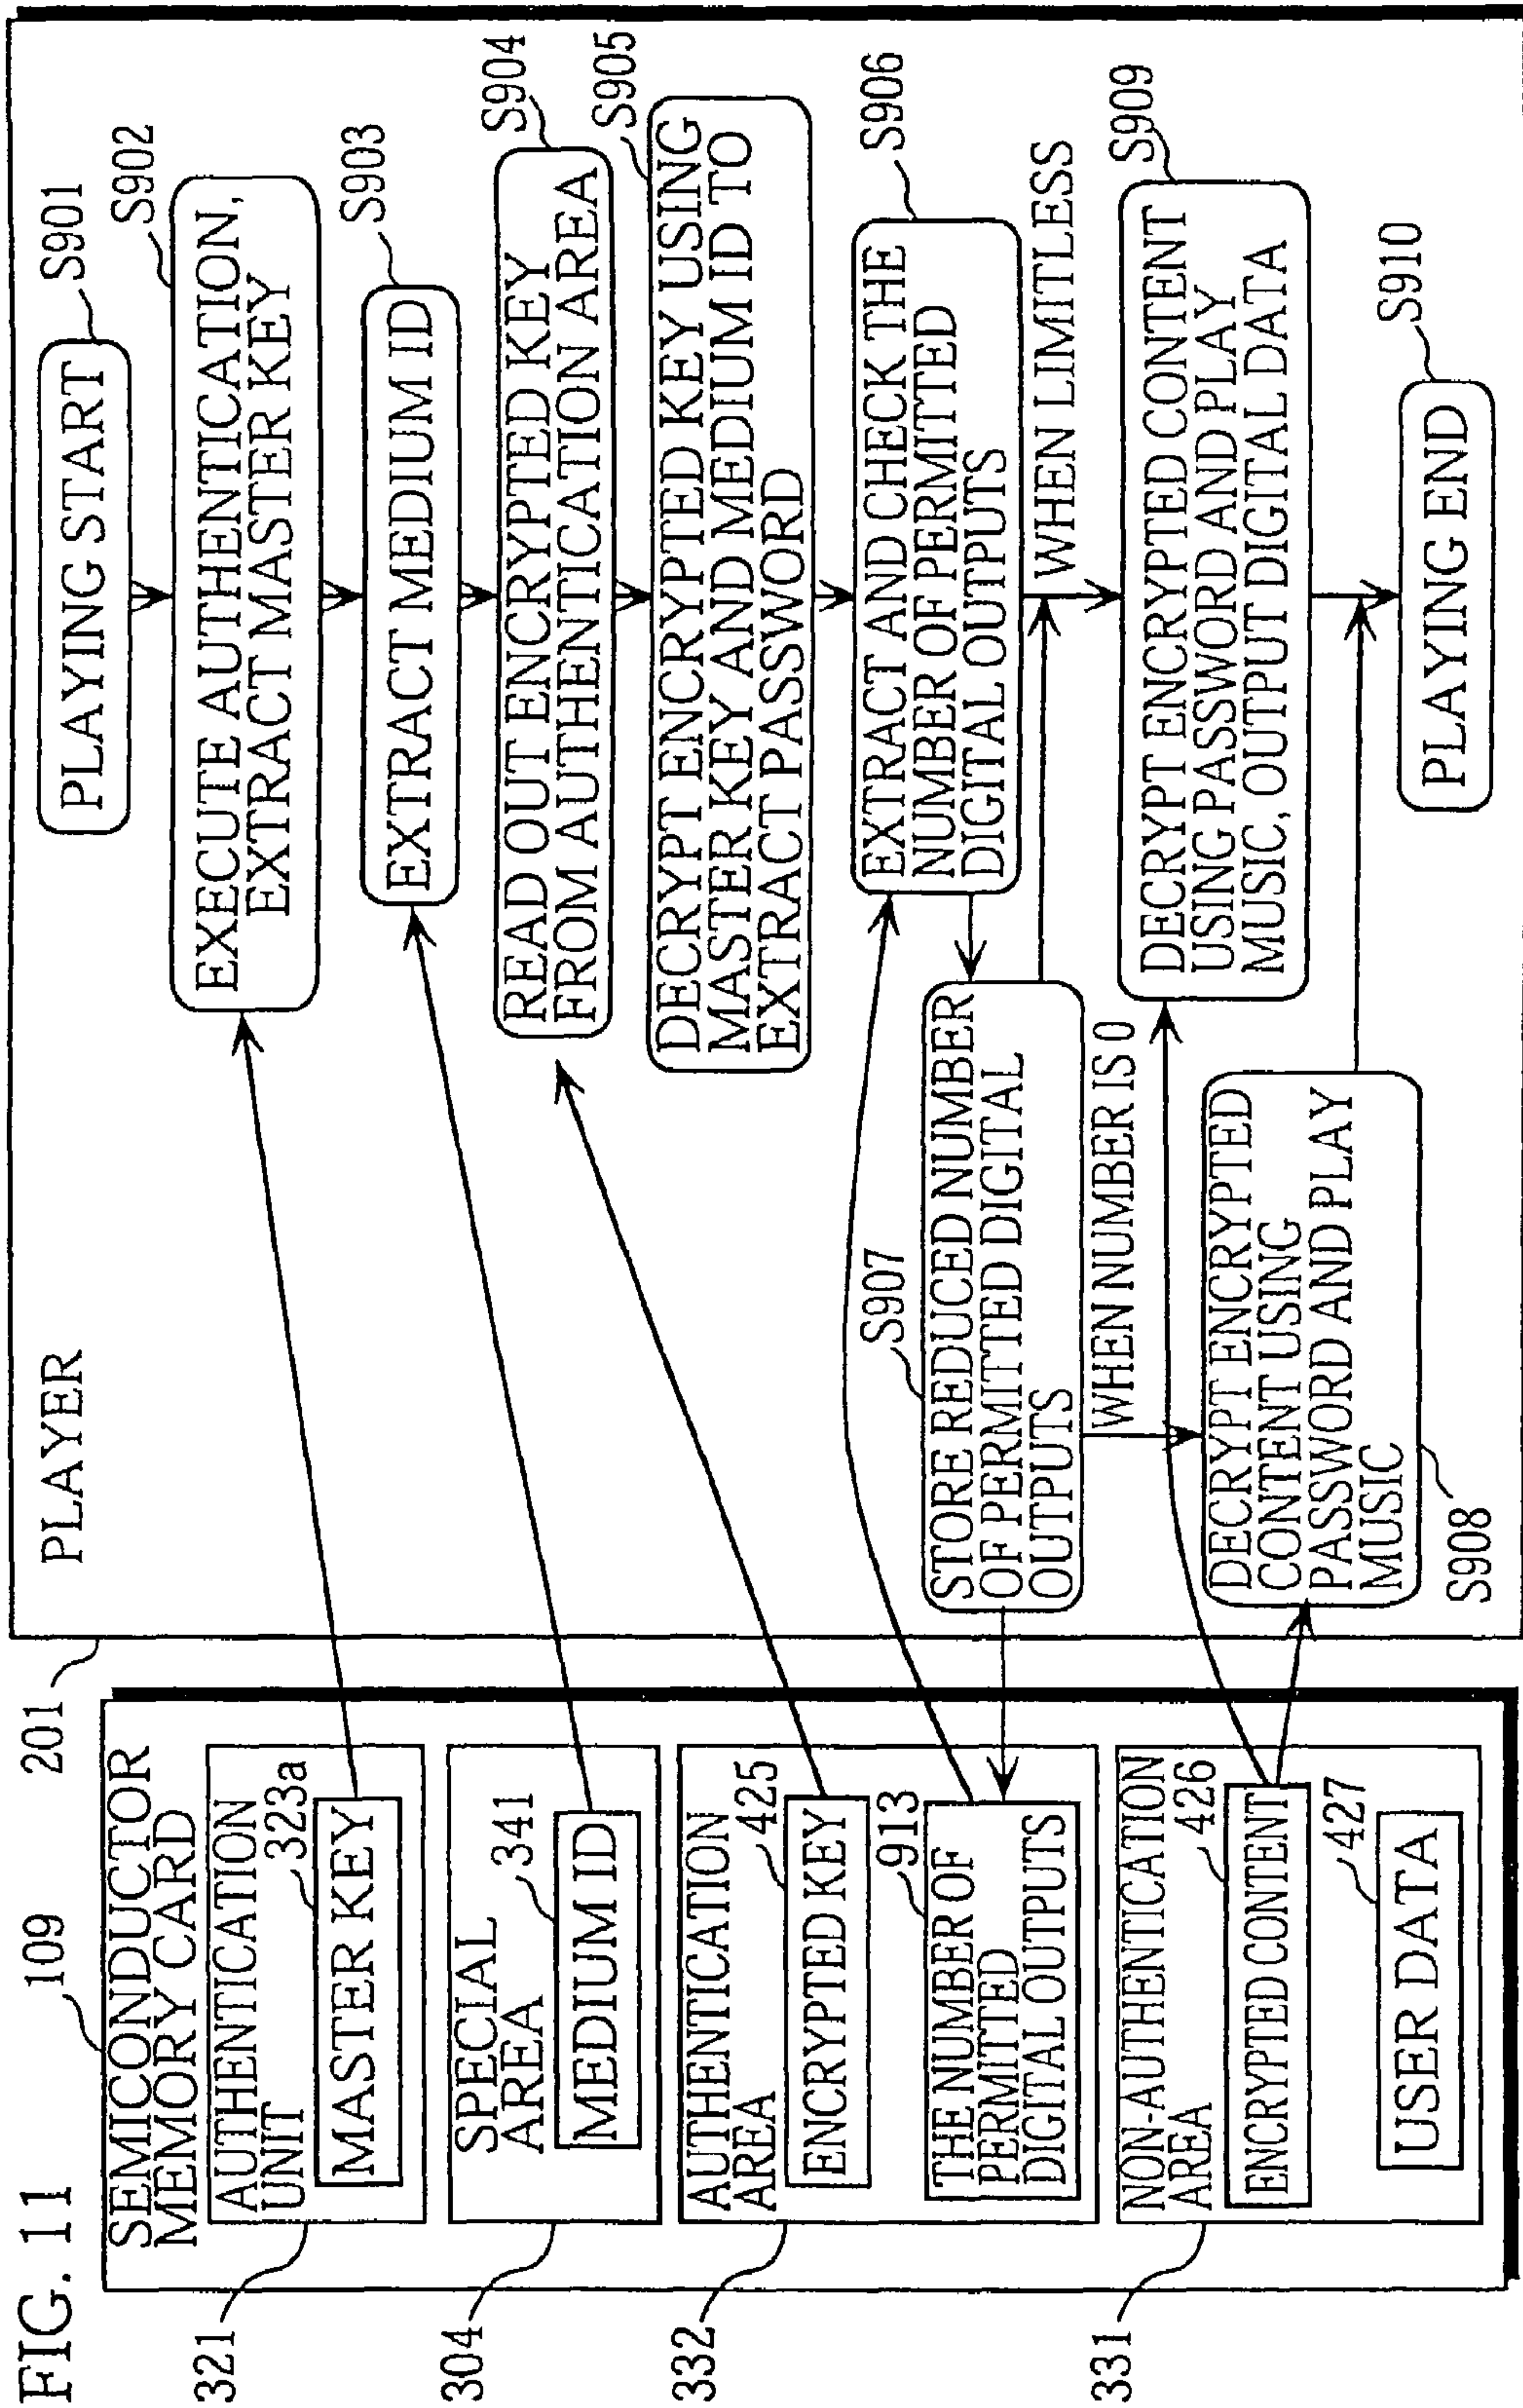 FIG. 11
109
SEMICONDUCTOR
MEMORY CARD
321
AUTHENTICATION
UNIT
323a
MASTER KEY
304
SPECIAL
AREA
341
MEDIUM ID
332
AUTHENTICATION
AREA
425
ENCRYPTED KEY
913
THE NUMBER OF
PERMITTED
DIGITAL OUTPUTS
331
NON-AUTHENTICATION
AREA
426
ENCRYPTED CONTENT
427
USER DATA
201
PLAYER
PLAYING START
S901
EXECUTE AUTHENTICATION,
EXTRACT MASTER KEY
S902
EXTRACT MEDIUM ID
S903
READ OUT ENCRYPTED KEY
FROM AUTHENTICATION AREA
S904
DECRYPT ENCRYPTED KEY USING
MASTER KEY AND MEDIUM ID TO
EXTRACT PASSWORD
S905
EXTRACT AND CHECK THE
NUMBER OF PERMITTED
DIGITAL OUTPUTS
S906
WHEN LIMITLESS
S907
STORE REDUCED NUMBER
OF PERMITTED DIGITAL
OUTPUTS
WHEN NUMBER IS 0
DECRYPT ENCRYPTED
CONTENT USING
PASSWORD AND PLAY
MUSIC
S908
DECRYPT ENCRYPTED CONTENT
USING PASSWORD AND PLAY
MUSIC, OUTPUT DIGITAL DATA
S909
PLAYING END
S910